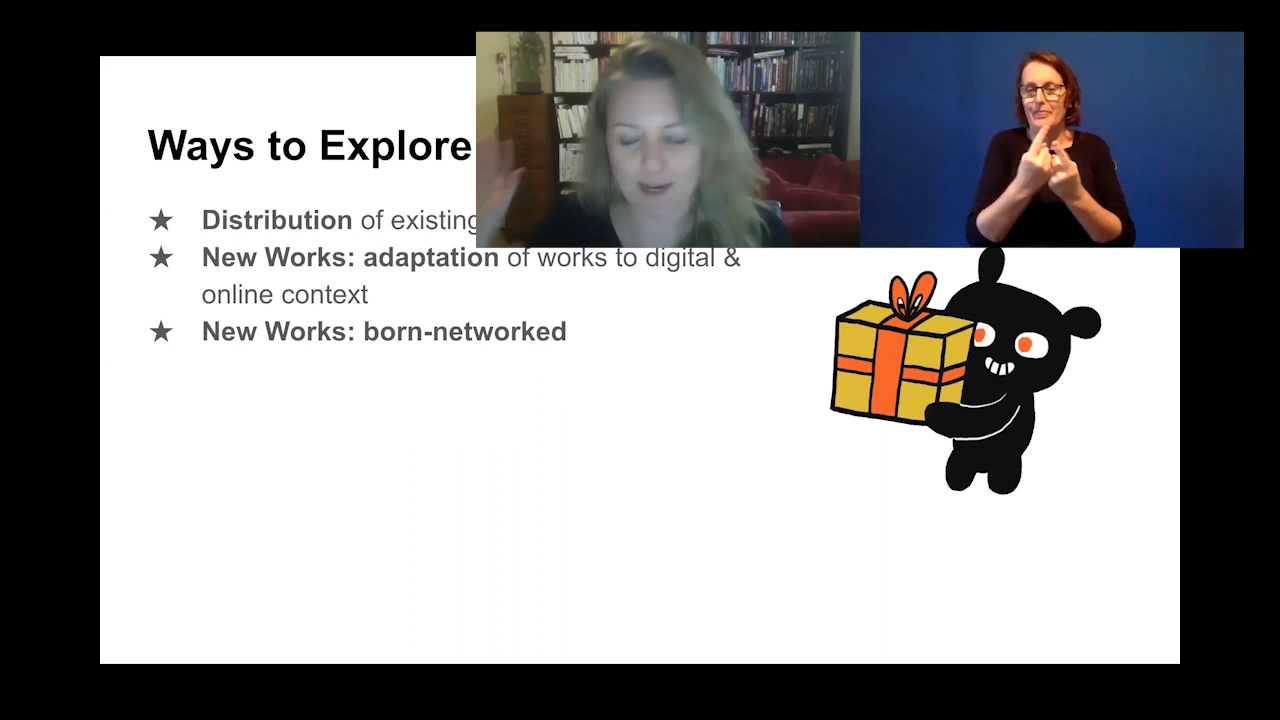 Ways to Explore
★ Distribution of existing
★ New Works: adaptation of works to digital &
online context
★ New Works: born-networked